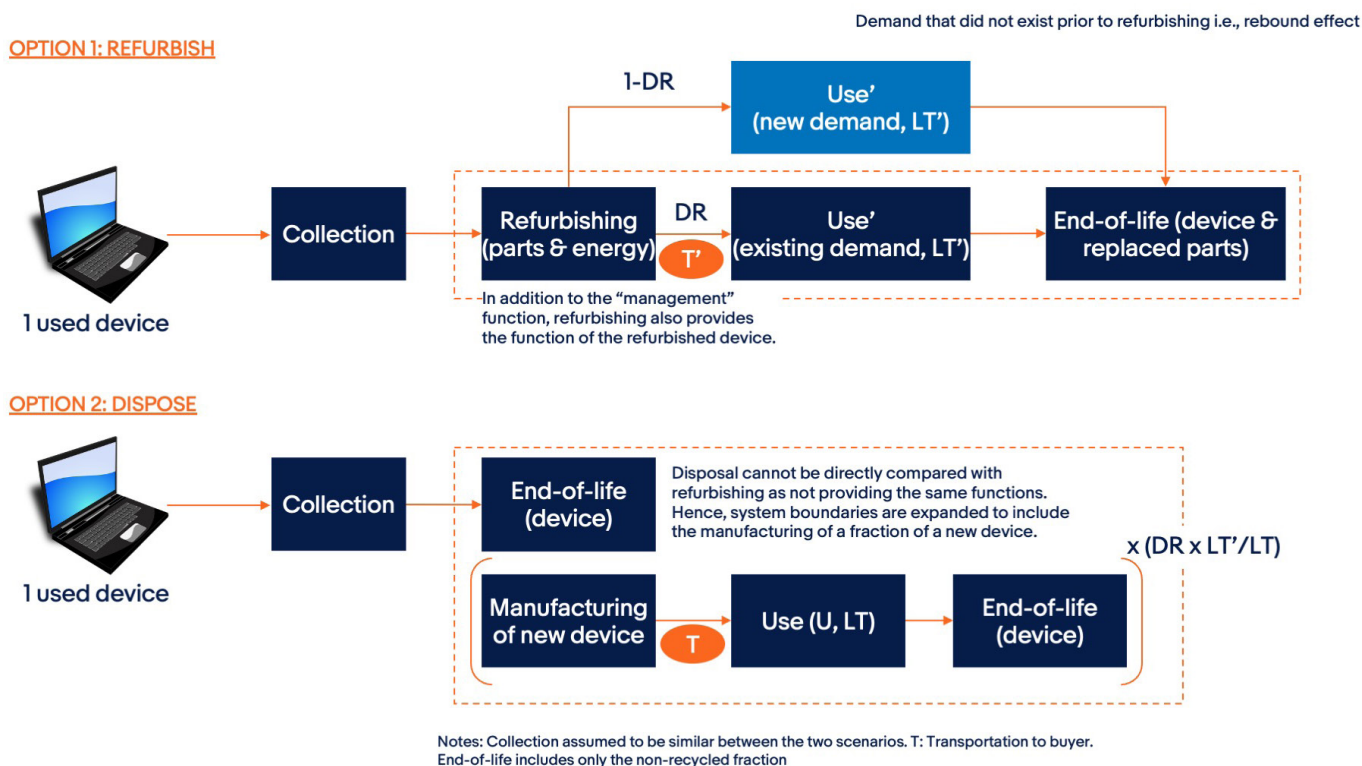 Demand that did not exist prior to refurbishing i.e., rebound effect
OPTION 1: REFURBISH
1-DR
Use’
(new demand, LT’)
Collection
Refurbishing
(parts & energy)
DR
T’
Use’
(existing demand, LT’)
End-of-life (device &
replaced parts)
1 used device
In addition to the “management”
function, refurbishing also provides
the function of the refurbished device.
OPTION 2: DISPOSE
Collection
End-of-life
(device)
Disposal cannot be directly compared with
refurbishing as not providing the same functions.
Hence, system boundaries are expanded to include
the manufacturing of a fraction of a new device.
x (DR x LT’/LT)
1 used device
Manufacturing
of new device
T
Use (U, LT)
End-of-life
(device)
Notes: Collection assumed to be similar between the two scenarios. T: Transportation to buyer.
End-of-life includes only the non-recycled fraction